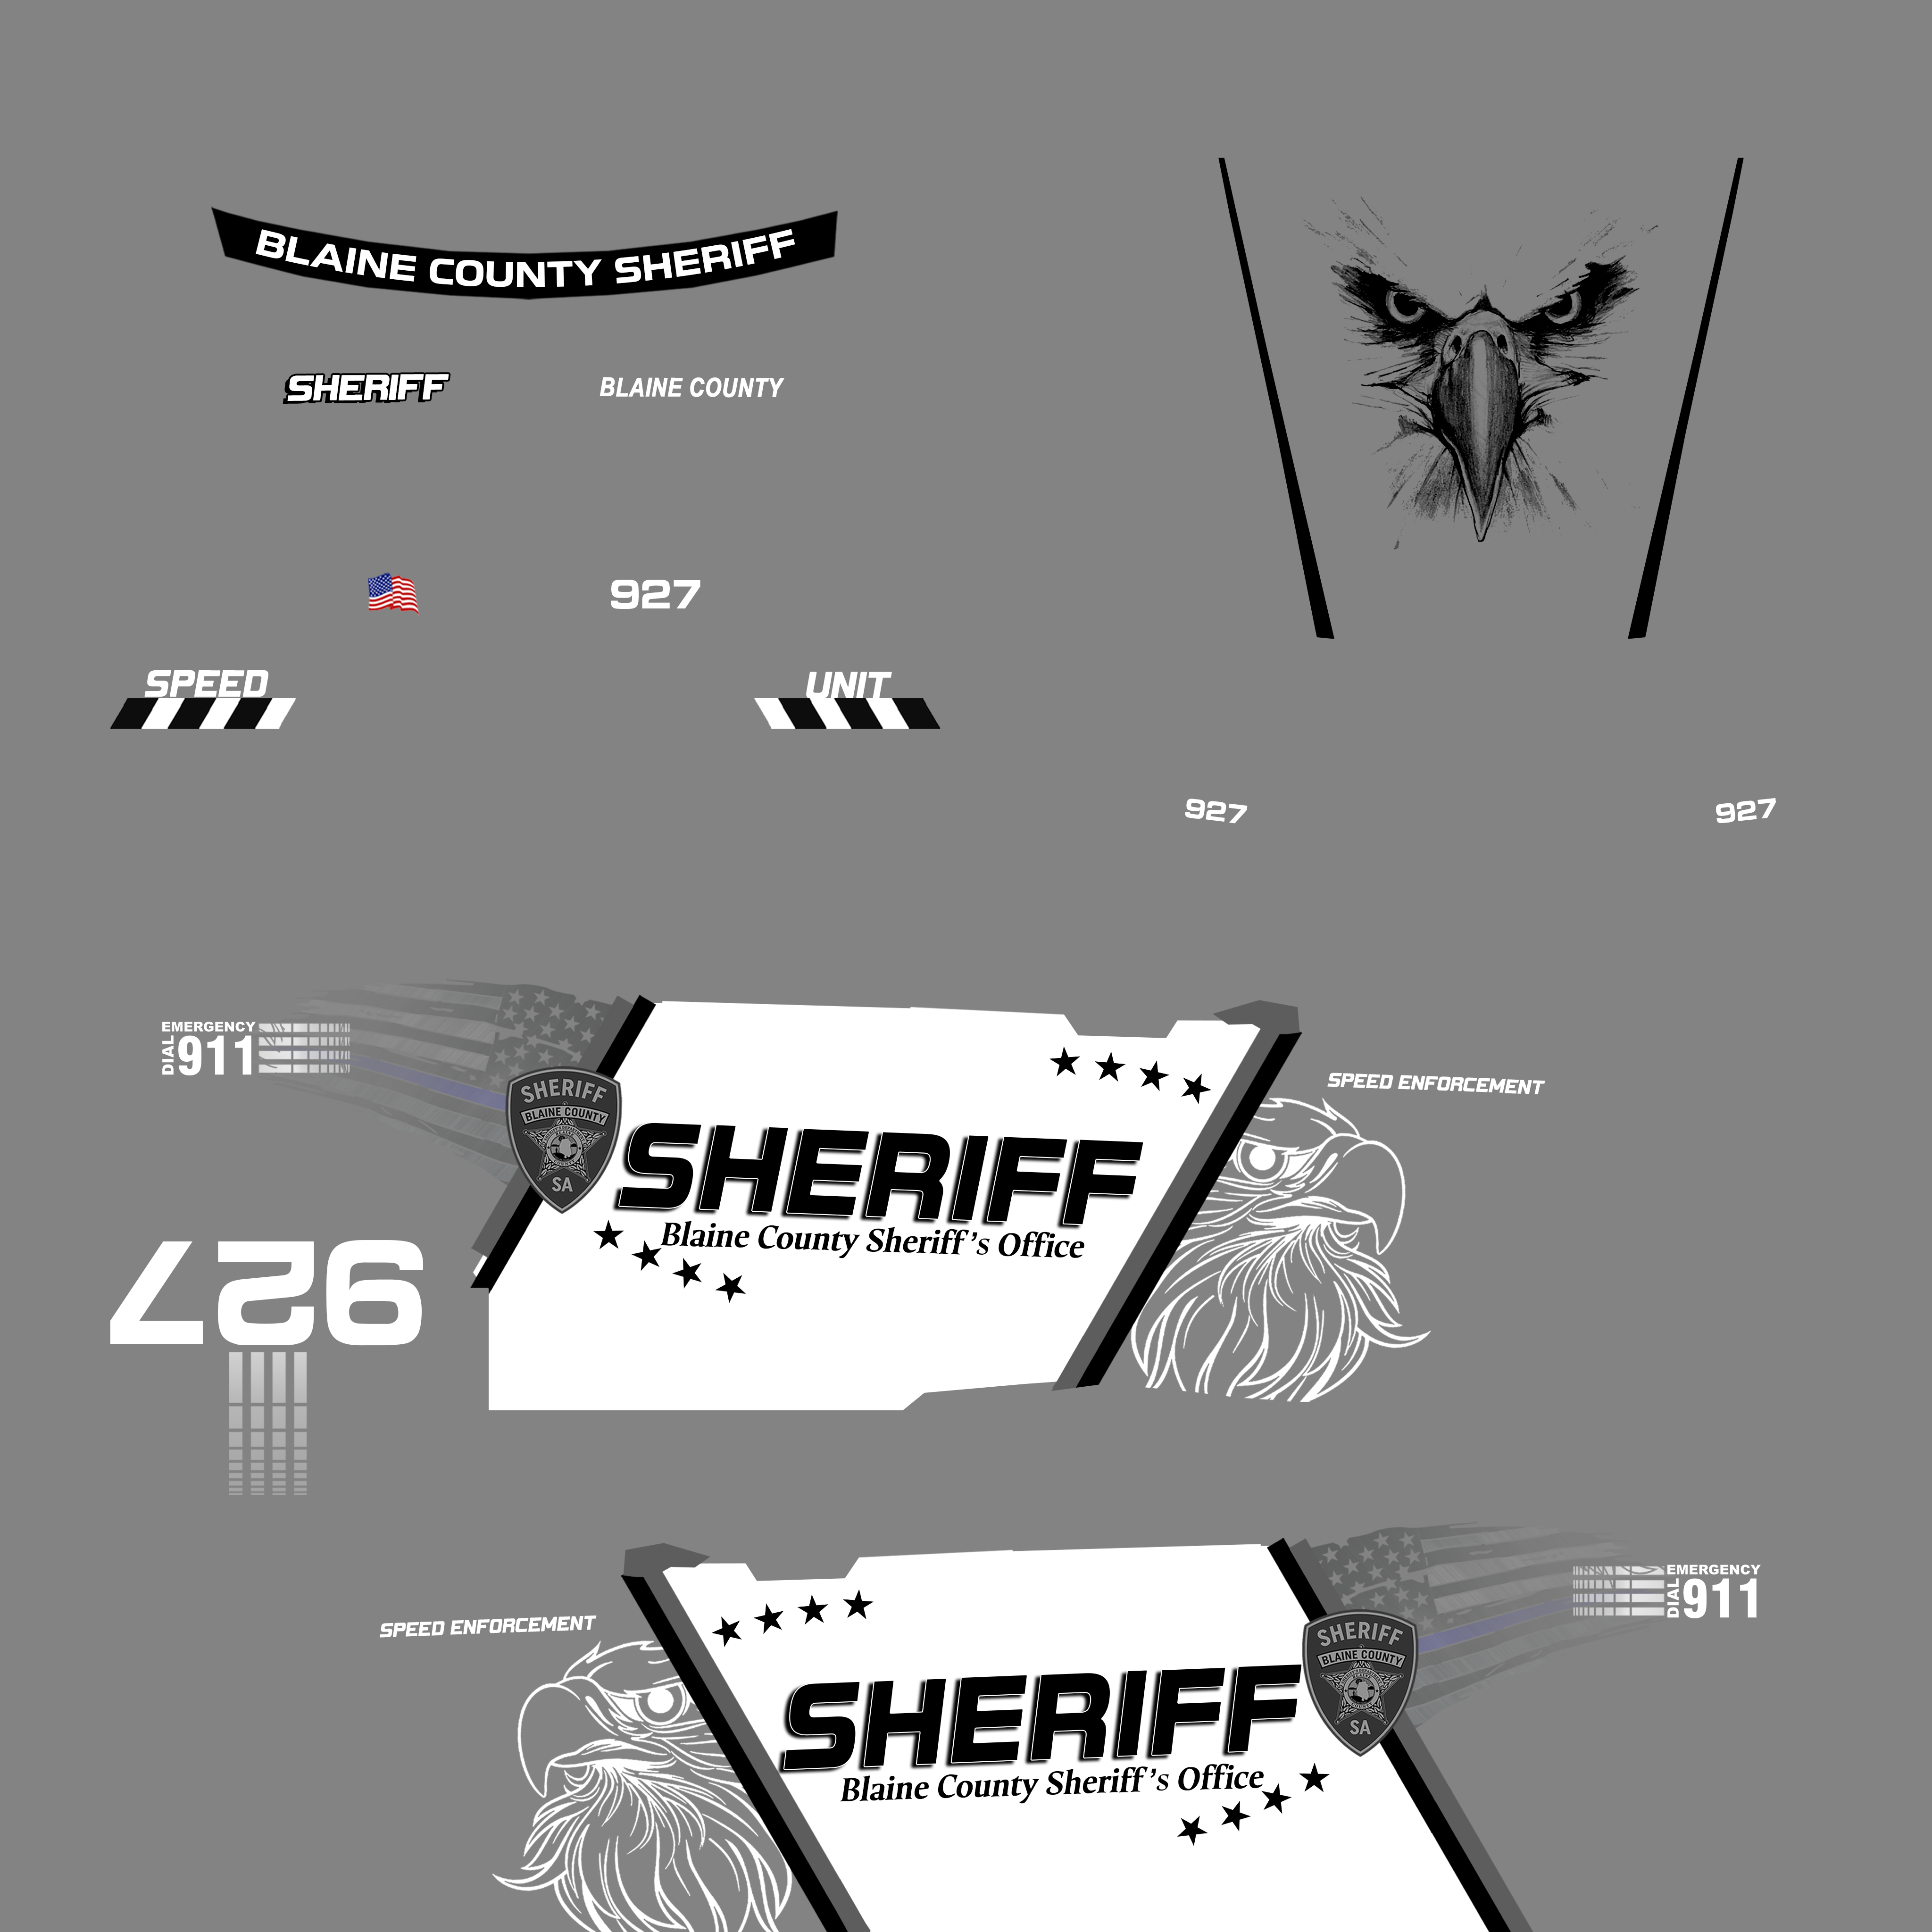 BLAINE COUNTY SHERIFF
SHERIFF
BLAINE COUNTY
927
SPEED
UNIT
927
927
EMERGENCY
DIAL
911
SHERIFF
BLAINE COUNTY
SA
SHERIFF
Blaine County Sheriff's Office
SPEED ENFORCEMENT
927
SPEED ENFORCEMENT
SHERIFF
Blaine County Sheriff's Office
SHERIFF
BLAINE COUNTY
SA
EMERGENCY
DIAL
911